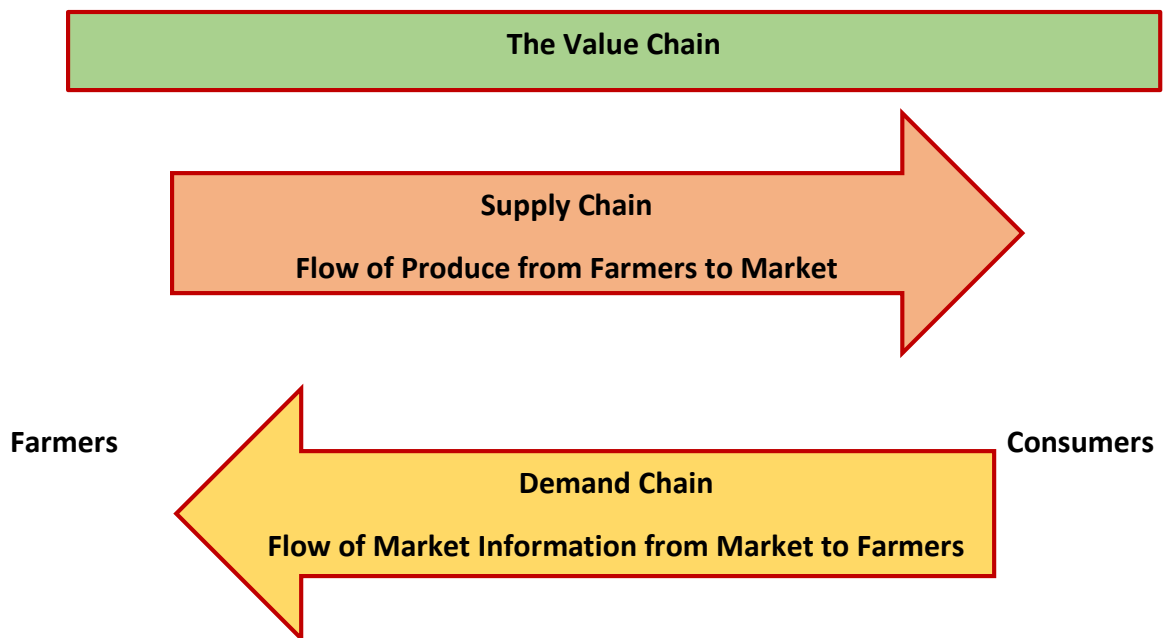 The Value Chain
Supply Chain
Flow of Produce from Farmers to Market
Farmers
Consumers
Demand Chain
Flow of Market Information from Market to Farmers